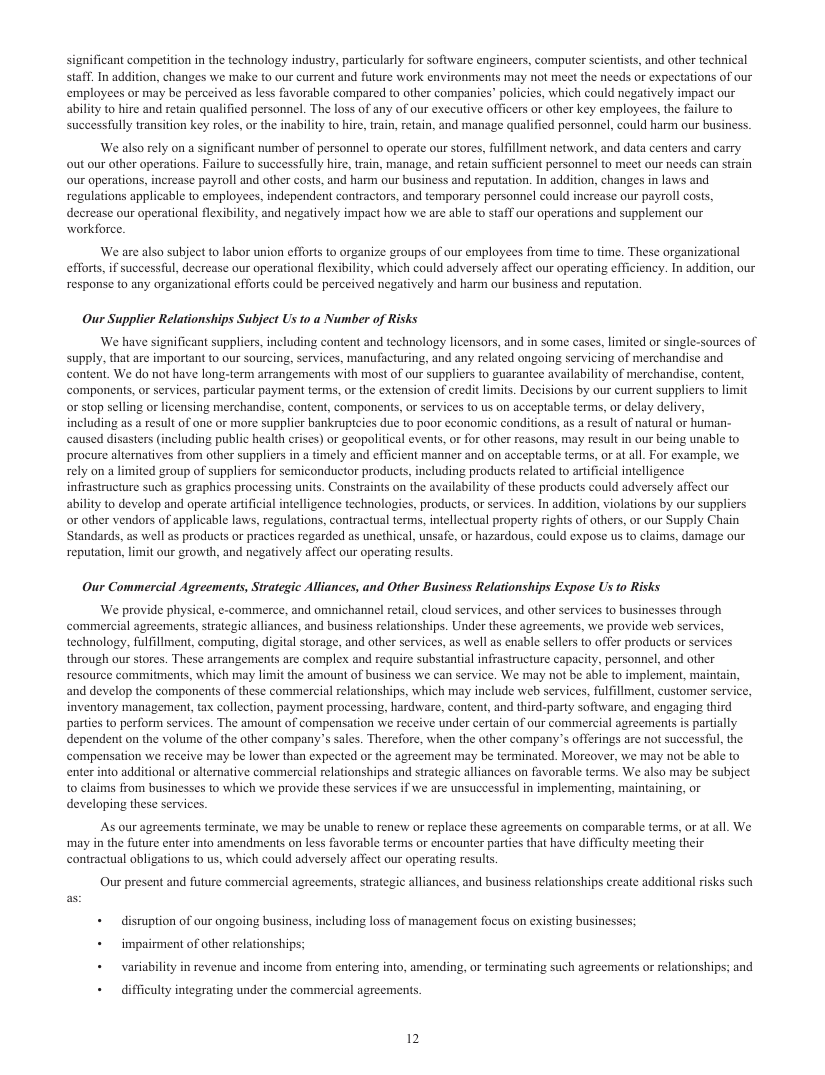 significant competition in the technology industry, particularly for software engineers, computer scientists, and other technical
staff. In addition, changes we make to our current and future work environments may not meet the needs or expectations of our
employees or may be perceived as less favorable compared to other companies’ policies, which could negatively impact our
ability to hire and retain qualified personnel. The loss of any of our executive officers or other key employees, the failure to
successfully transition key roles, or the inability to hire, train, retain, and manage qualified personnel, could harm our business.
We also rely on a significant number of personnel to operate our stores, fulfillment network, and data centers and carry
out our other operations. Failure to successfully hire, train, manage, and retain sufficient personnel to meet our needs can strain
our operations, increase payroll and other costs, and harm our business and reputation. In addition, changes in laws and
regulations applicable to employees, independent contractors, and temporary personnel could increase our payroll costs,
decrease our operational flexibility, and negatively impact how we are able to staff our operations and supplement our
workforce.
We are also subject to labor union efforts to organize groups of our employees from time to time. These organizational
efforts, if successful, decrease our operational flexibility, which could adversely affect our operating efficiency. In addition, our
response to any organizational efforts could be perceived negatively and harm our business and reputation.
Our Supplier Relationships Subject Us to a Number of Risks
We have significant suppliers, including content and technology licensors, and in some cases, limited or single-sources of
supply, that are important to our sourcing, services, manufacturing, and any related ongoing servicing of merchandise and
content. We do not have long-term arrangements with most of our suppliers to guarantee availability of merchandise, content,
components, or services, particular payment terms, or the extension of credit limits. Decisions by our current suppliers to limit
or stop selling or licensing merchandise, content, components, or services to us on acceptable terms, or delay delivery,
including as a result of one or more supplier bankruptcies due to poor economic conditions, as a result of natural or human-
caused disasters (including public health crises) or geopolitical events, or for other reasons, may result in our being unable to
procure alternatives from other suppliers in a timely and efficient manner and on acceptable terms, or at all. For example, we
rely on a limited group of suppliers for semiconductor products, including products related to artificial intelligence
infrastructure such as graphics processing units. Constraints on the availability of these products could adversely affect our
ability to develop and operate artificial intelligence technologies, products, or services. In addition, violations by our suppliers
or other vendors of applicable laws, regulations, contractual terms, intellectual property rights of others, or our Supply Chain
Standards, as well as products or practices regarded as unethical, unsafe, or hazardous, could expose us to claims, damage our
reputation, limit our growth, and negatively affect our operating results.
Our Commercial Agreements, Strategic Alliances, and Other Business Relationships Expose Us to Risks
We provide physical, e-commerce, and omnichannel retail, cloud services, and other services to businesses through
commercial agreements, strategic alliances, and business relationships. Under these agreements, we provide web services,
technology, fulfillment, computing, digital storage, and other services, as well as enable sellers to offer products or services
through our stores. These arrangements are complex and require substantial infrastructure capacity, personnel, and other
resource commitments, which may limit the amount of business we can service. We may not be able to implement, maintain,
and develop the components of these commercial relationships, which may include web services, fulfillment, customer service,
inventory management, tax collection, payment processing, hardware, content, and third-party software, and engaging third
parties to perform services. The amount of compensation we receive under certain of our commercial agreements is partially
dependent on the volume of the other company’s sales. Therefore, when the other company’s offerings are not successful, the
compensation we receive may be lower than expected or the agreement may be terminated. Moreover, we may not be able to
enter into additional or alternative commercial relationships and strategic alliances on favorable terms. We also may be subject
to claims from businesses to which we provide these services if we are unsuccessful in implementing, maintaining, or
developing these services.
As our agreements terminate, we may be unable to renew or replace these agreements on comparable terms, or at all. We
may in the future enter into amendments on less favorable terms or encounter parties that have difficulty meeting their
contractual obligations to us, which could adversely affect our operating results.
Our present and future commercial agreements, strategic alliances, and business relationships create additional risks such
as:
• disruption of our ongoing business, including loss of management focus on existing businesses;
• impairment of other relationships;
• variability in revenue and income from entering into, amending, or terminating such agreements or relationships; and
• difficulty integrating under the commercial agreements.
12